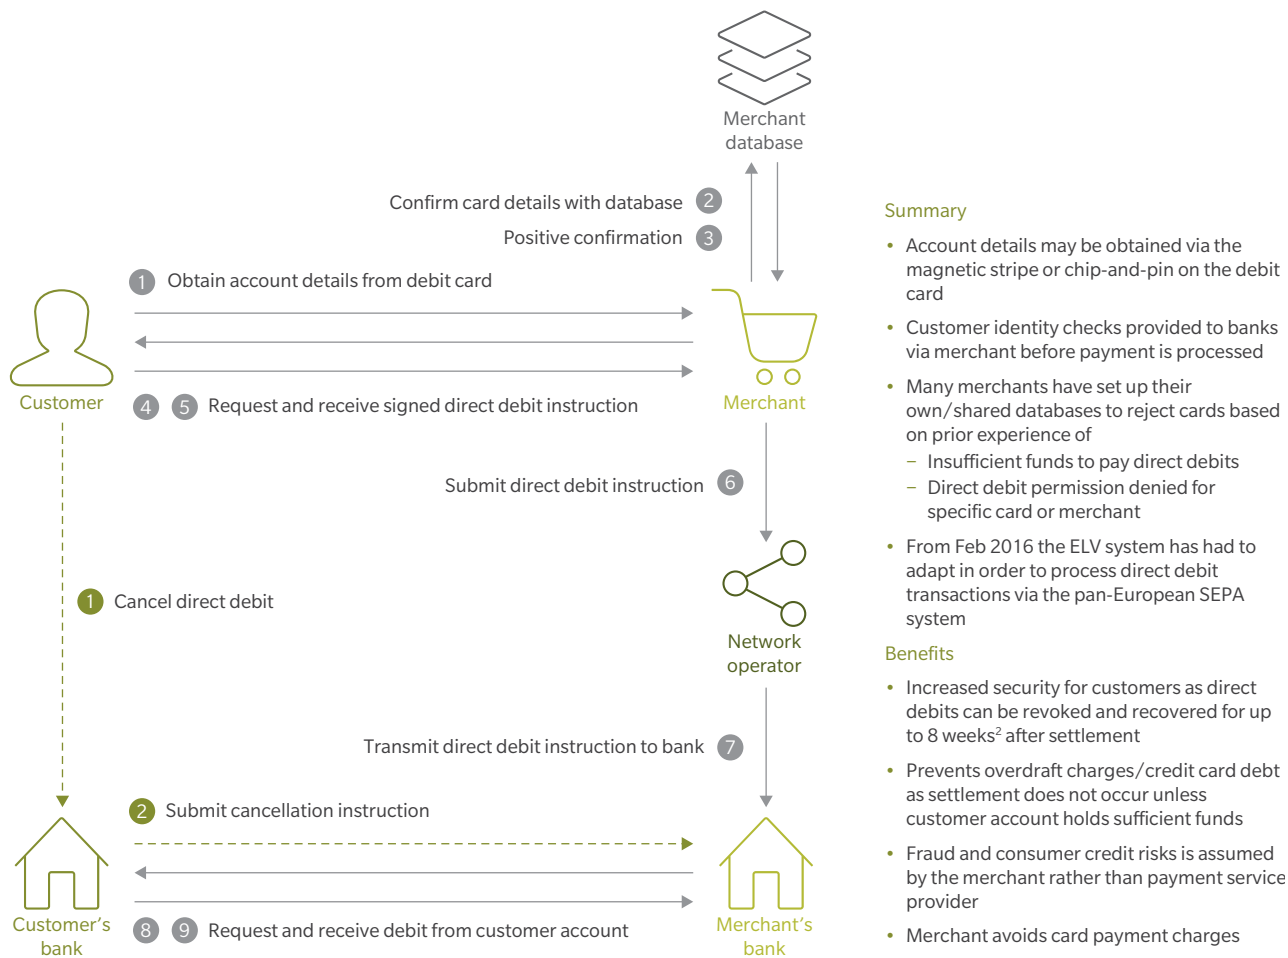 Merchant
database
Confirm card details with database 2
Positive confirmation 3
1 Obtain account details from debit card
Customer
Merchant
4 5 Request and receive signed direct debit instruction
Submit direct debit instruction 6
1 Cancel direct debit
Network
operator
Transmit direct debit instruction to bank 7
2 Submit cancellation instruction
Customer's
bank
8 9 Request and receive debit from customer account
Merchant's
bank
Summary
• Account details may be obtained via the
magnetic stripe or chip-and-pin on the debit
card
• Customer identity checks provided to banks
via merchant before payment is processed
• Many merchants have set up their
own/shared databases to reject cards based
on prior experience of
– Insufficient funds to pay direct debits
– Direct debit permission denied for
specific card or merchant
• From Feb 2016 the ELV system has had to
adapt in order to process direct debit
transactions via the pan-European SEPA
system
Benefits
• Increased security for customers as direct
debits can be revoked and recovered for up
to 8 weeks² after settlement
• Prevents overdraft charges/credit card debt
as settlement does not occur unless
customer account holds sufficient funds
• Fraud and consumer credit risks is assumed
by the merchant rather than payment service
provider
• Merchant avoids card payment charges